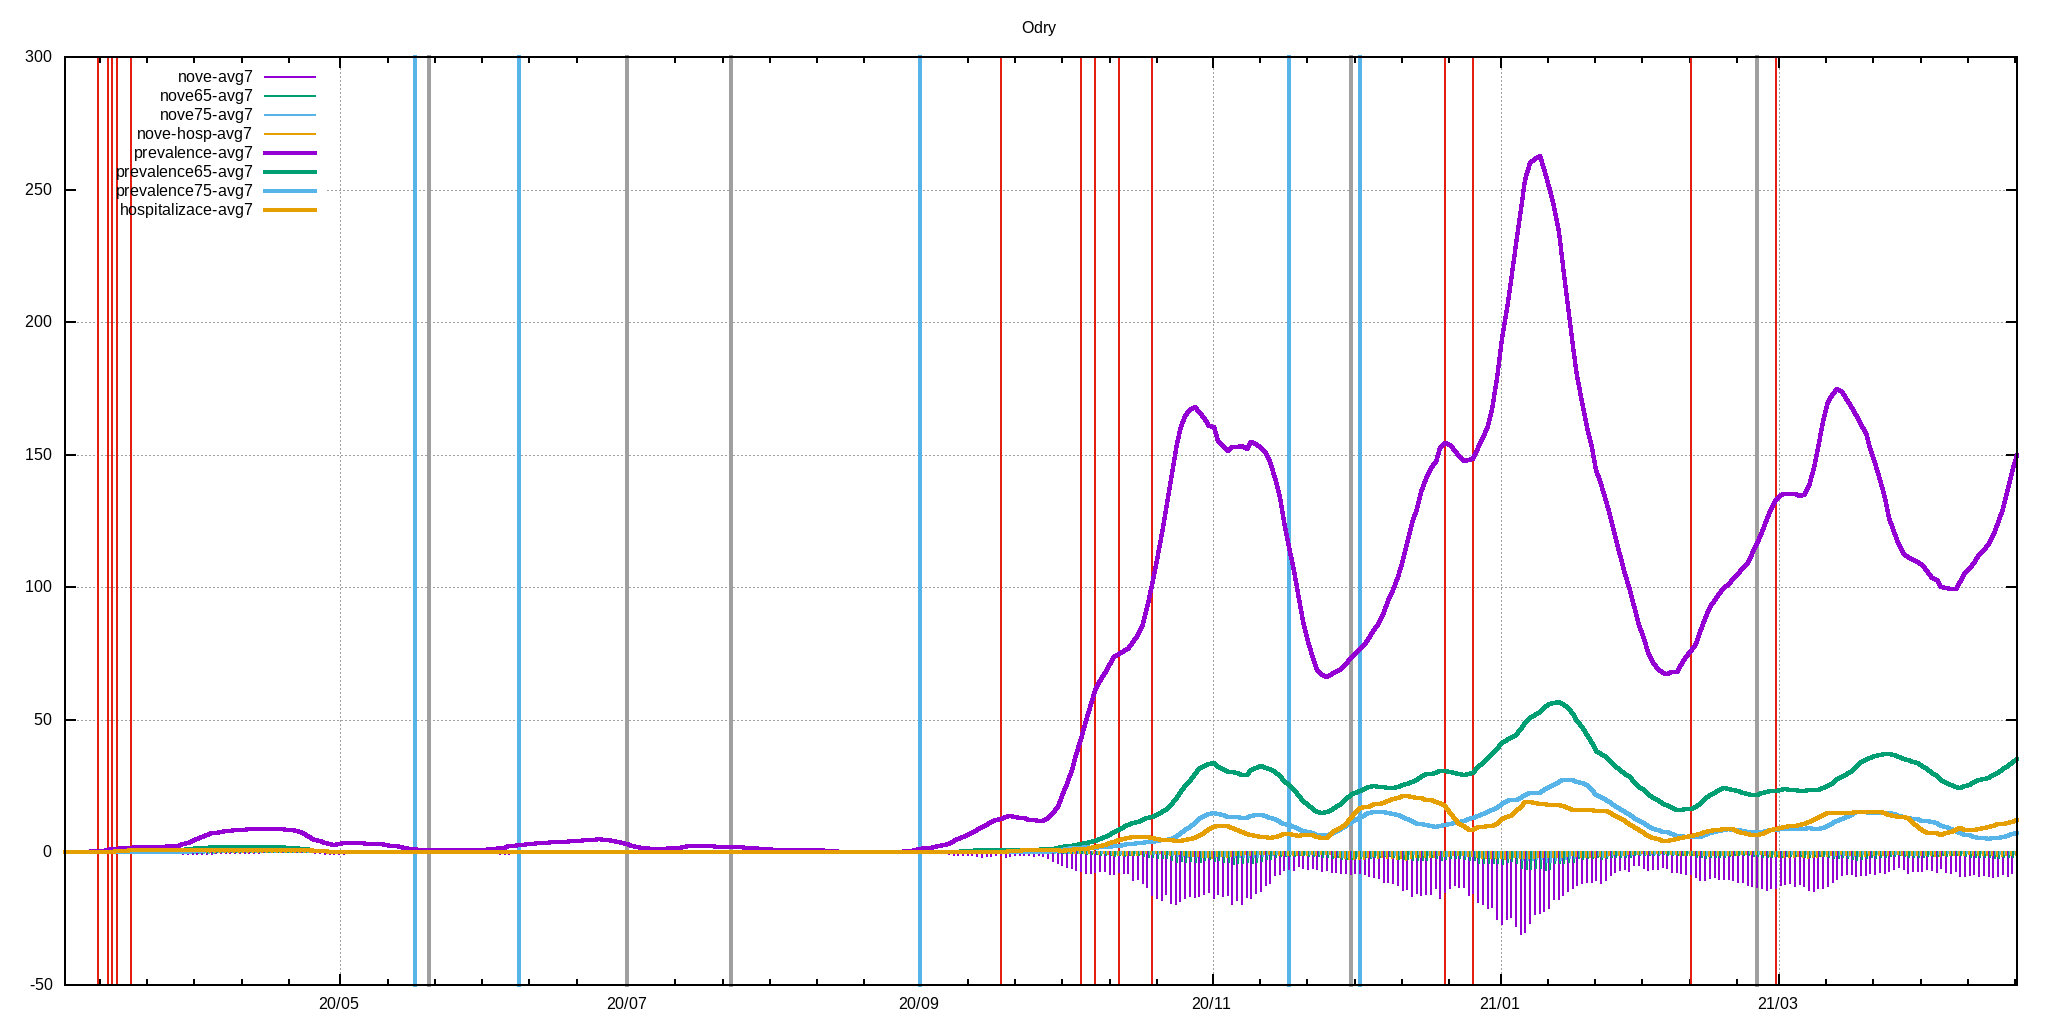 Odry
300
250
200
150
100
50
0
-50
nove-avg7
nove65-avg7
nove75-avg7
nove-hosp-avg7
prevalence-avg7
prevalence65-avg7
prevalence75-avg7
hospitalizace-avg7
20/05 20/07 20/09 20/11 21/01 21/03